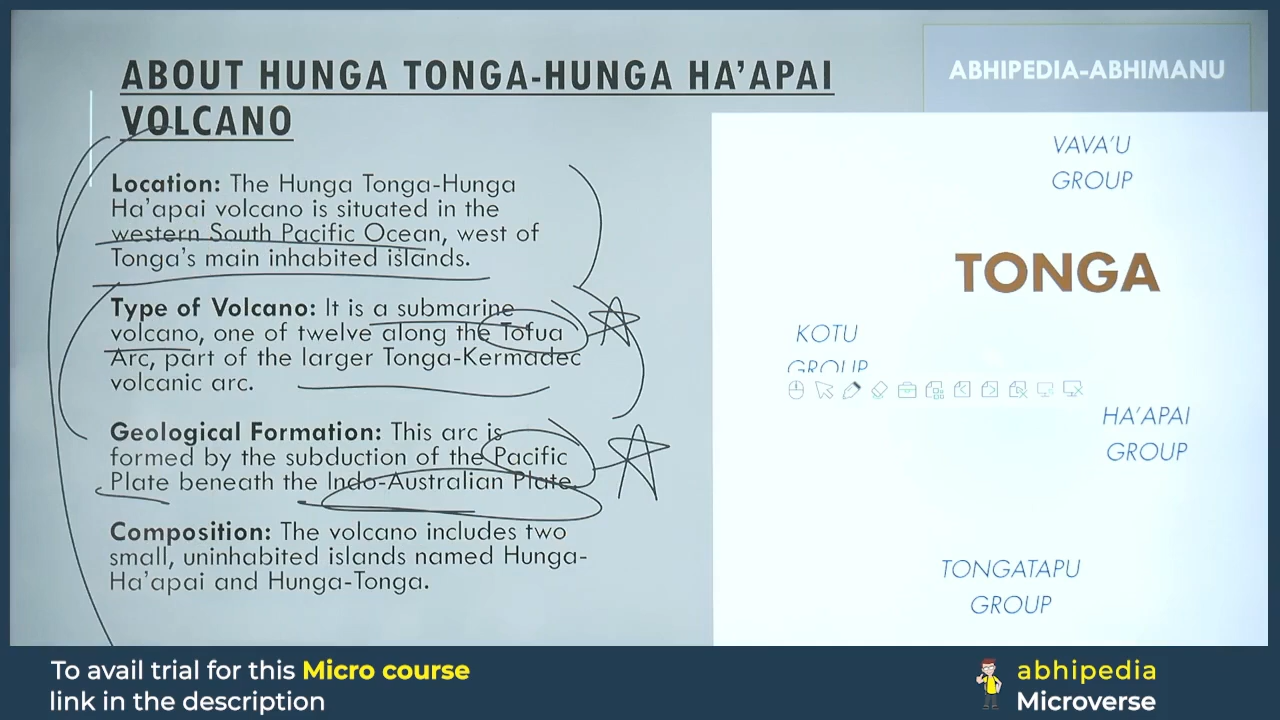 ABOUT HUNGA TONGA-HUNGA HA'APAI
VOLCANO
Location: The Hunga Tonga-Hunga
Ha'apai volcano is situated in the
western South Pacific Ocean, west of
Tonga's main inhabited islands.
Type of Volcano: It is a submarine
volcano, one of twelve along the Tofua
Arc, part of the larger Tonga-Kermadec
volcanic arc.
Geological Formation: This arc is
formed by the subduction of the Pacific
Plate beneath the Indo-Australian Plate.
Composition: The volcano includes two
small, uninhabited islands named Hunga-
Ha'apai and Hunga-Tonga.
ABHIPEDIA-ABHIMANU
VAVA'U
GROUP
TONGA
KOTU
GROUP
HA'APAI
GROUP
TONGATAPU
GROUP
To avail trial for this Micro course
link in the description
abhipedia
Microverse